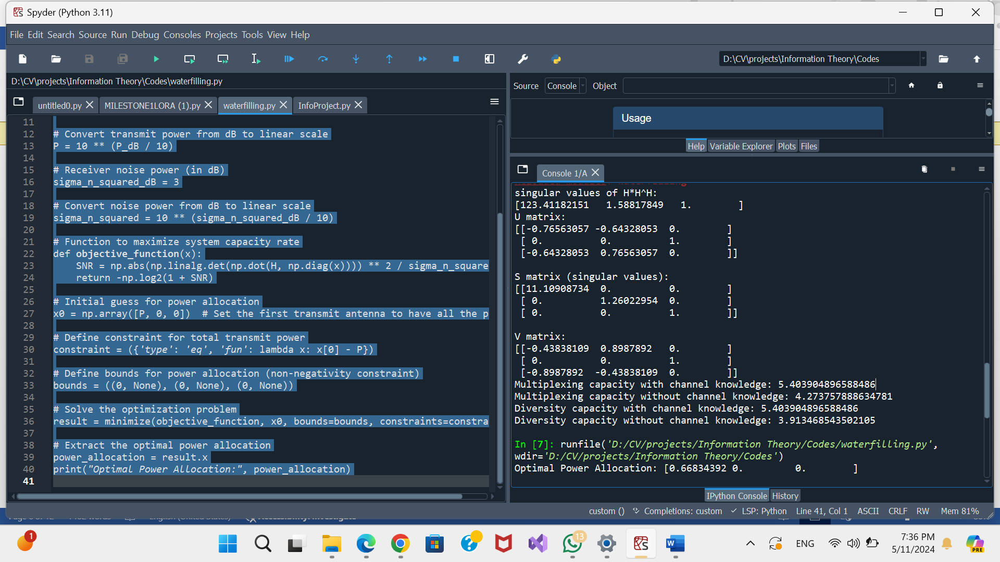 Spyder (Python 3.11)
File Edit Search Source Run Debug Consoles Projects Tools View Help
D:\CV\projects\Information Theory\Codes
D:\CV\projects\Information Theory\Codes\waterfilling.py
untitled0.py
MILESTONE1LORA (1).py
waterfilling.py
InfoProject.py
11
12 # Convert transmit power from dB to linear scale
13 P = 10 ** (P_dB / 10)
14
15 # Receiver noise power (in dB)
16 sigma_n_squared_dB = 3
17
18 # Convert noise power from dB to linear scale
19 sigma_n_squared = 10 ** (sigma_n_squared_dB / 10)
20
21 # Function to maximize system capacity rate
22 def objective_function(x):
23     SNR = np.abs(np.linalg.det(np.dot(H, np.diag(x)))) ** 2 / sigma_n_square
24     return -np.log2(1 + SNR)
25
26 # Initial guess for power allocation
27 x0 = np.array([P, 0, 0])  # Set the first transmit antenna to have all the p
28
29 # Define constraint for total transmit power
30 constraint = ({'type': 'eq', 'fun': lambda x: x[0] - P})
31
32 # Define bounds for power allocation (non-negativity constraint)
33 bounds = ((0, None), (0, None), (0, None))
34
35 # Solve the optimization problem
36 result = minimize(objective_function, x0, bounds=bounds, constraints=constra
37
38 # Extract the optimal power allocation
39 power_allocation = result.x
40 print("Optimal Power Allocation:", power_allocation)
41
Source Console Object
Usage
Help Variable Explorer Plots Files
Console 1/A
singular values of H*H^H:
[123.41182151   1.58817849   1.        ]
U matrix:
[[-0.76563057 -0.64328053  0.        ]
 [ 0.          0.          1.        ]
 [-0.64328053  0.76563057  0.        ]]
S matrix (singular values):
[[11.10908734  0.          0.        ]
 [ 0.          1.26022954  0.        ]
 [ 0.          0.          1.        ]]
V matrix:
[[-0.43838109  0.8987892   0.        ]
 [ 0.          0.          1.        ]
 [-0.8987892  -0.43838109  0.        ]]
Multiplexing capacity with channel knowledge: 5.403904896588486
Multiplexing capacity without channel knowledge: 4.273757888634781
Diversity capacity with channel knowledge: 5.403904896588486
Diversity capacity without channel knowledge: 3.913468543502105
In [7]: runfile('D:/CV/projects/Information Theory/Codes/waterfilling.py',
wdir='D:/CV/projects/Information Theory/Codes')
Optimal Power Allocation: [0.66834392 0.         0.        ]
IPython Console History
custom () Completions: custom LSP: Python Line 41, Col 1 ASCII CRLF RW Mem 81%
1
13
ENG
7:36 PM
5/11/2024
PRE